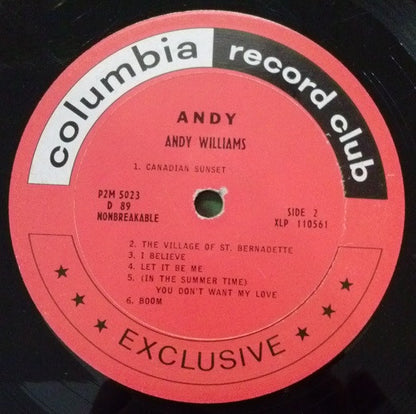 columbia record club
ANDY
ANDY WILLIAMS
1. CANADIAN SUNSET
P2M 5023
D 89
NONBREAKABLE
SIDE 2
XLP 110561
2. THE VILLAGE OF ST. BERNADETTE
3. I BELIEVE
4. LET IT BE ME
5. (IN THE SUMMER TIME)
YOU DON'T WANT MY LOVE
6. BOOM
★ ★ ★ EXCLUSIVE ★ ★ ★